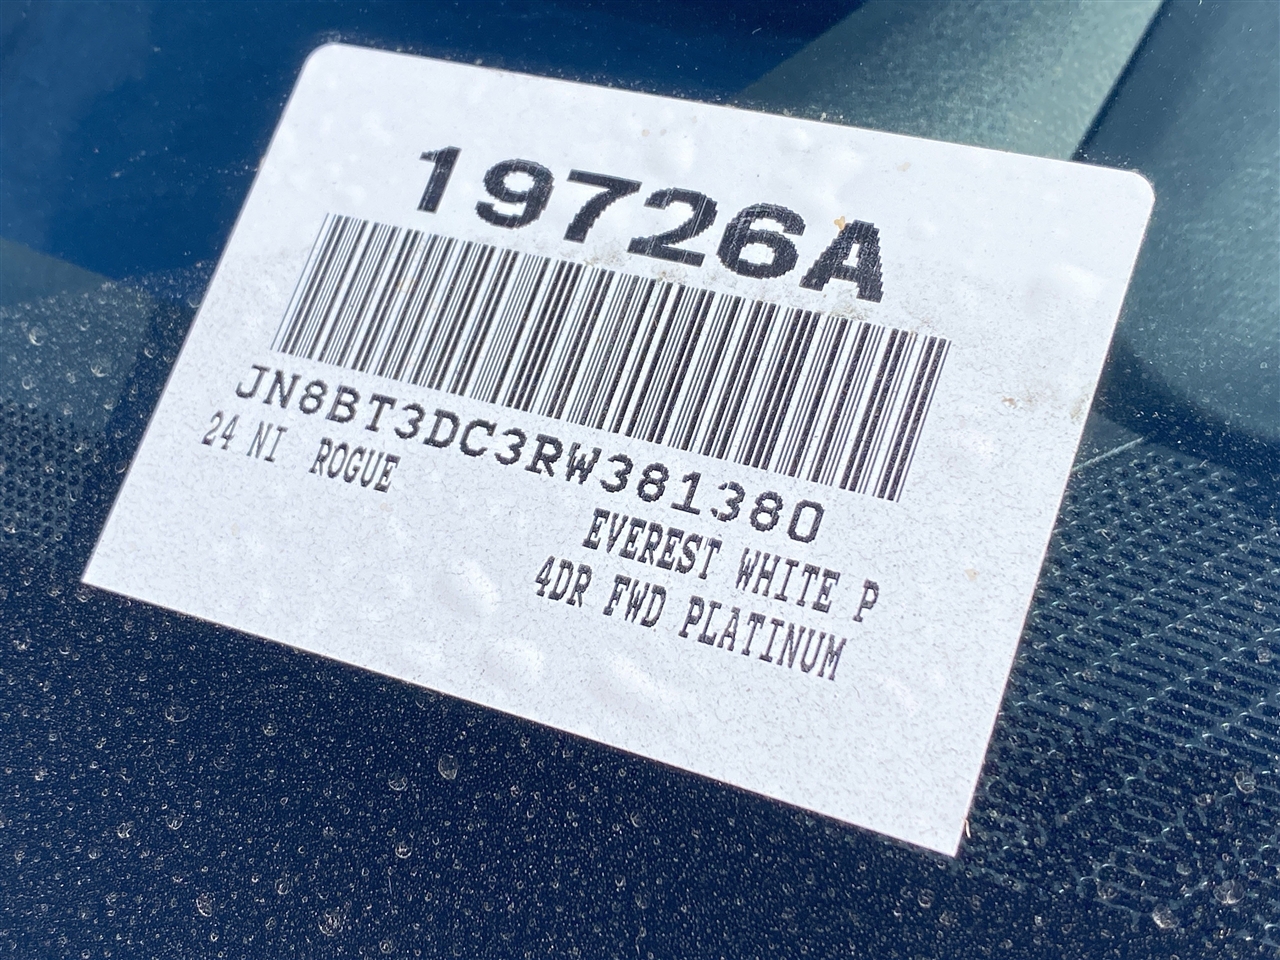 19726A
JN8BT3DC3RW381380
24 NI ROGUE
EVEREST WHITE P
4DR FWD PLATINUM